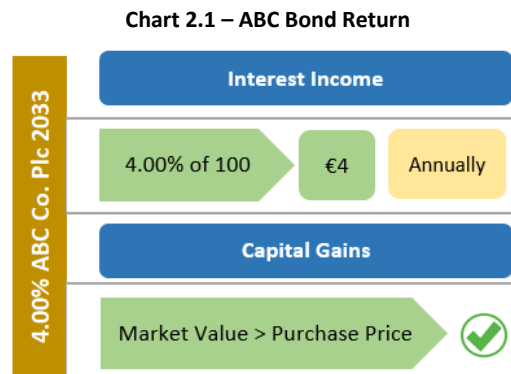 Chart 2.1 – ABC Bond Return
4.00% ABC Co. Plc 2033
Interest Income
4.00% of 100
€4
Annually
Capital Gains
Market Value > Purchase Price